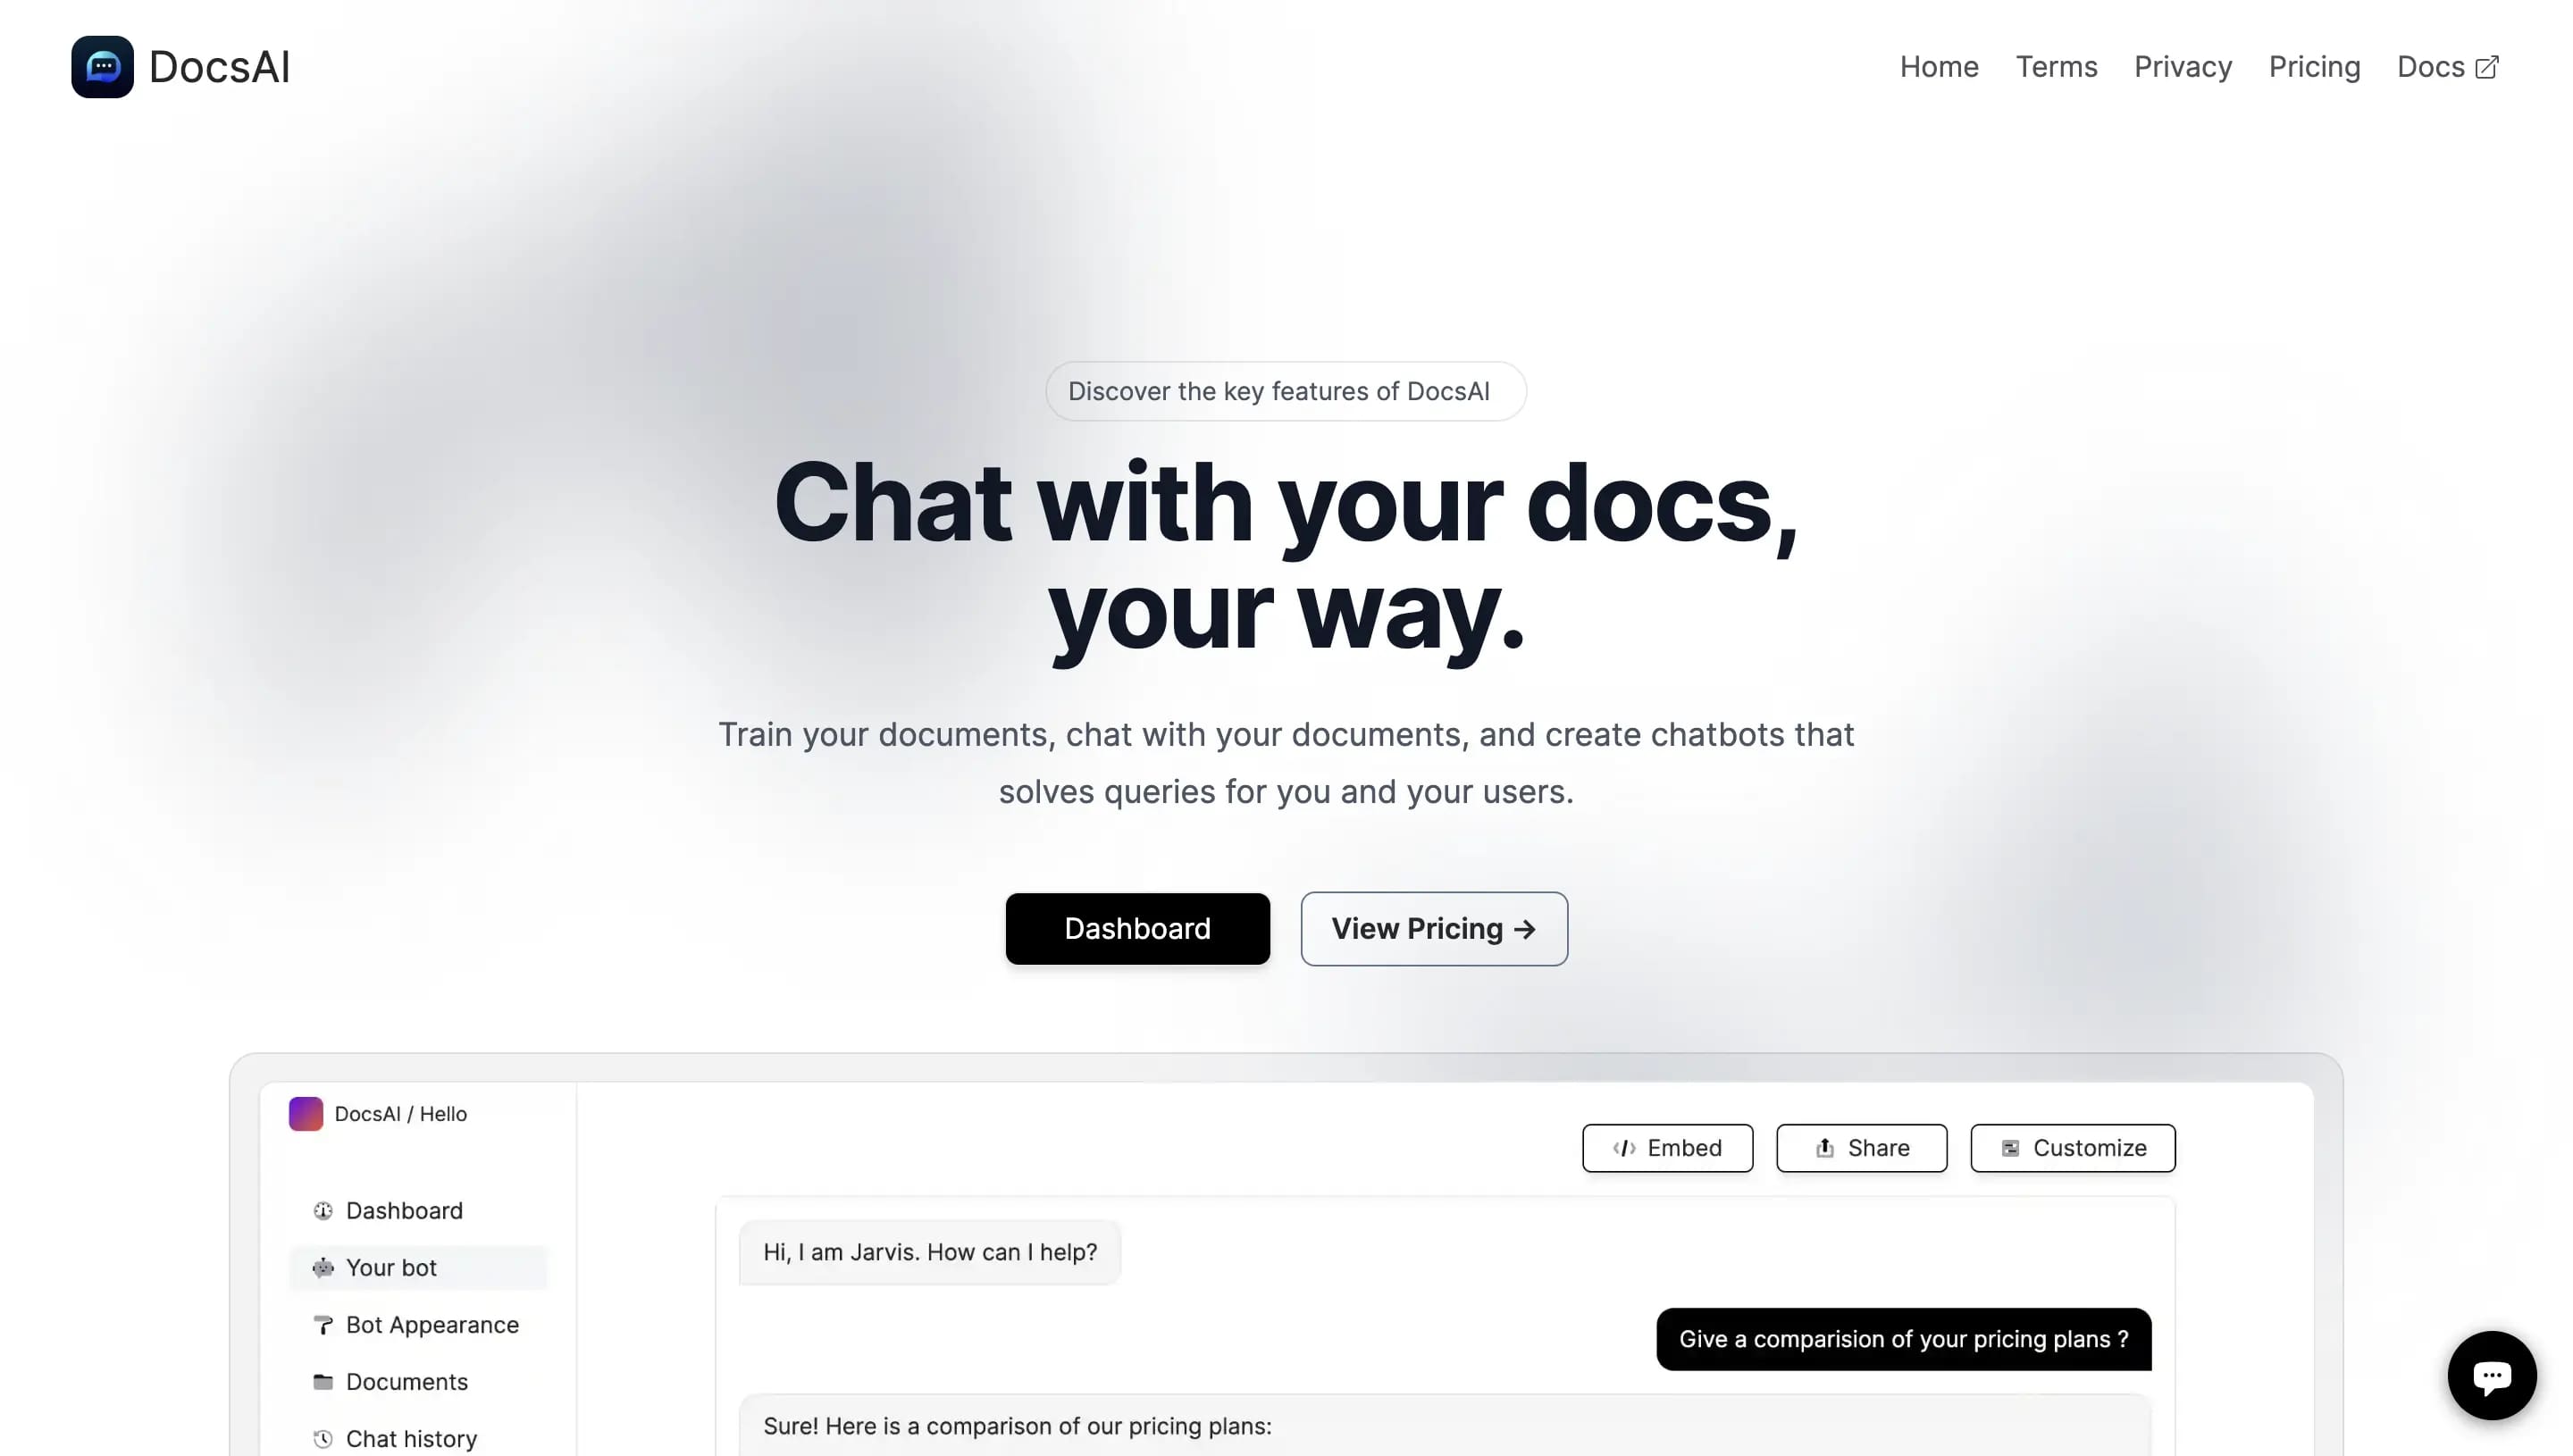 DocsAI
Home Terms Privacy Pricing Docs
Discover the key features of DocsAI
Chat with your docs,
your way.
Train your documents, chat with your documents, and create chatbots that
solves queries for you and your users.
Dashboard View Pricing →
DocsAI / Hello
Embed Share Customize
Dashboard
Your bot
Bot Appearance
Documents
Chat history
Hi, I am Jarvis. How can I help?
Give a comparision of your pricing plans ?
Sure! Here is a comparison of our pricing plans: